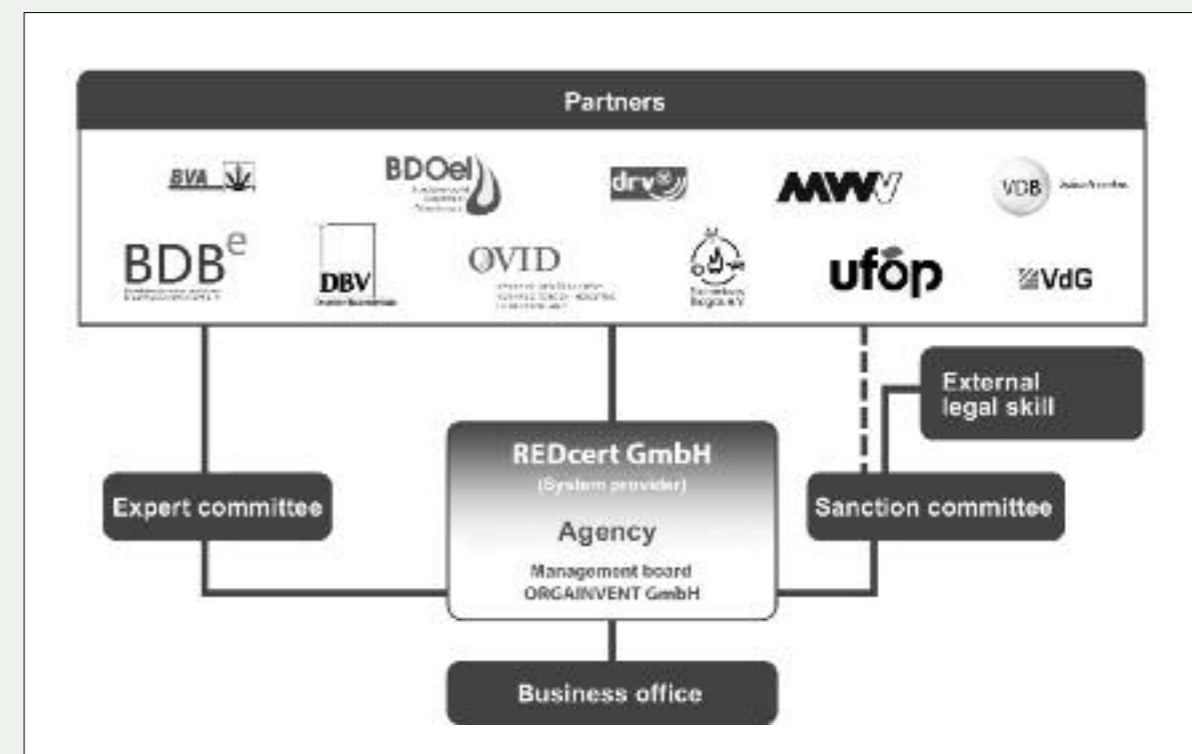 Partners
BVA
BDOel
drv®
MWV
VDB
BDBe
DBV
OVID
ufop
VdG
External
legal skill
REDcert GmbH
(System provider)
Agency
Management board
ORGAINVENT GmbH
Expert committee
Sanction committee
Business office